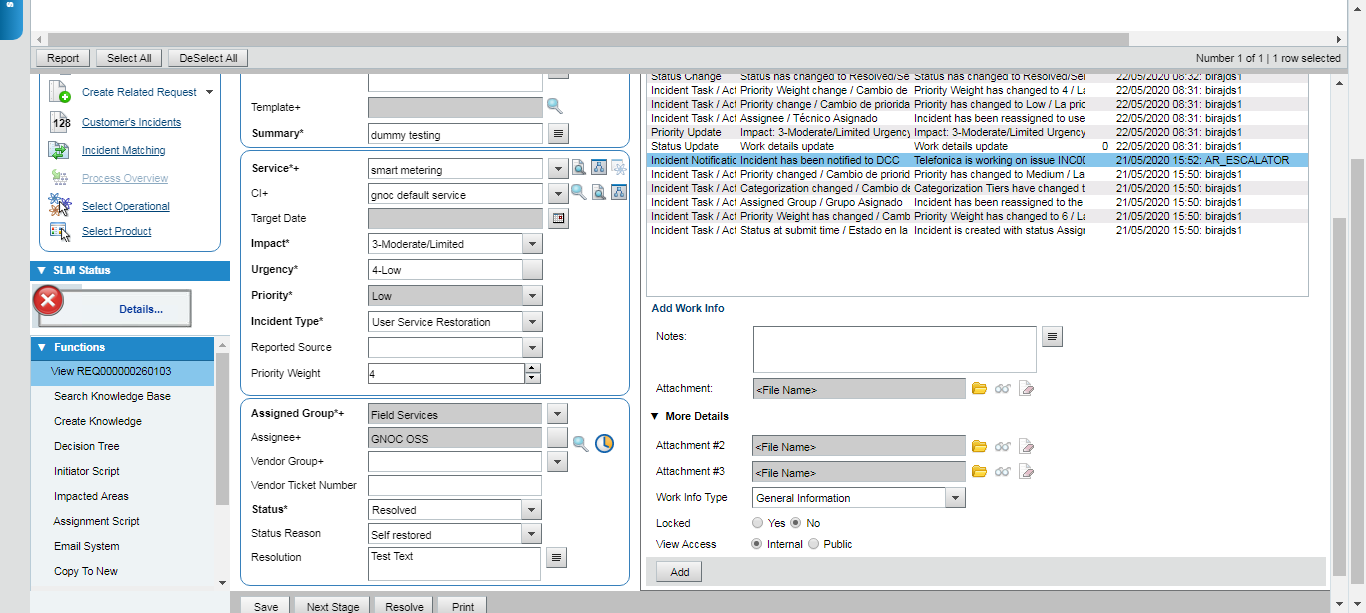 Report Select All DeSelect All Number 1 of 1 | 1 row selected
Create Related Request
123 Customer's Incidents
Incident Matching
Process Overview
Select Operational
Select Product
SLM Status
Details...
Functions
View REQ000000260103
Search Knowledge Base
Create Knowledge
Decision Tree
Initiator Script
Impacted Areas
Assignment Script
Email System
Copy To New
Template+
Summary* dummy testing
Service*+ smart metering
CI+ gnoc default service
Target Date
Impact* 3-Moderate/Limited
Urgency* 4-Low
Priority* Low
Incident Type* User Service Restoration
Reported Source
Priority Weight 4
Assigned Group*+ Field Services
Assignee+ GNOC OSS
Vendor Group+
Vendor Ticket Number
Status* Resolved
Status Reason Self restored
Resolution Test Text
Save Next Stage Resolve Print
Status Change Status has changed to Resolved/Se Status has changed to Resolved/Sel 22/05/2020 08:32: birajds1
Incident Task / Act Priority Weight change / Cambio de Priority Weight has changed to 4 / La 22/05/2020 08:31: birajds1
Incident Task / Act Priority change / Cambio de priorida Priority has changed to Low / La pric 22/05/2020 08:31: birajds1
Incident Task / Act Assignee / Técnico Asignado Incident has been reassigned to use 22/05/2020 08:31: birajds1
Priority Update Impact: 3-Moderate/Limited Urgency Impact: 3-Moderate/Limited Urgency 22/05/2020 08:31: birajds1
Status Update Work details update Work details update 0 22/05/2020 08:31: birajds1
Incident Notificatic Incident has been notified to DCC Telefonica is working on issue INC00 21/05/2020 15:52: AR_ESCALATOR
Incident Task / Act Priority changed / Cambio de priorid Priority has changed to Medium / La 21/05/2020 15:50: birajds1
Incident Task / Act Categorization changed / Cambio de Categorization Tiers have changed t 21/05/2020 15:50: birajds1
Incident Task / Act Assigned Group / Grupo Asignado Incident has been reassigned to the 21/05/2020 15:50: birajds1
Incident Task / Act Priority Weight has changed / Camb Priority Weight has changed to 6 / La 21/05/2020 15:50: birajds1
Incident Task / Act Status at submit time / Estado en la Incident is created with status Assigr 21/05/2020 15:50: birajds1
Add Work Info
Notes:
Attachment: <File Name>
More Details
Attachment #2 <File Name>
Attachment #3 <File Name>
Work Info Type General Information
Locked Yes No
View Access Internal Public
Add